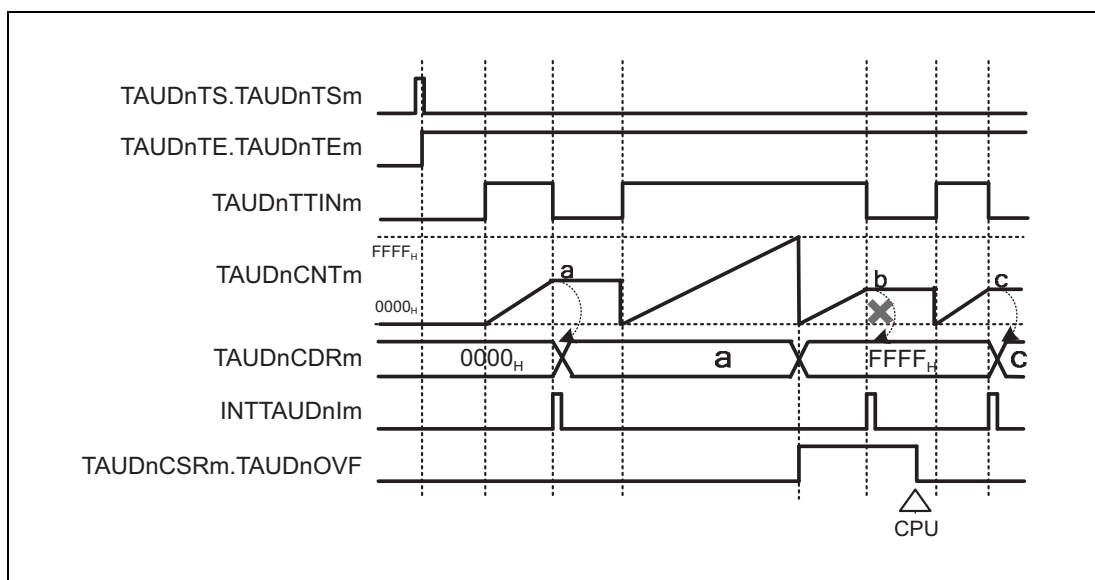 TAUDnTS.TAUDnTSm
TAUDnTE.TAUDnTEm
TAUDnTTINm
FFFFH
TAUDnCNTm
a
b
c
0000H
TAUDnCDRm
0000H
a
FFFFH
c
INTTAUDnIm
TAUDnCSRm.TAUDnOVF
CPU